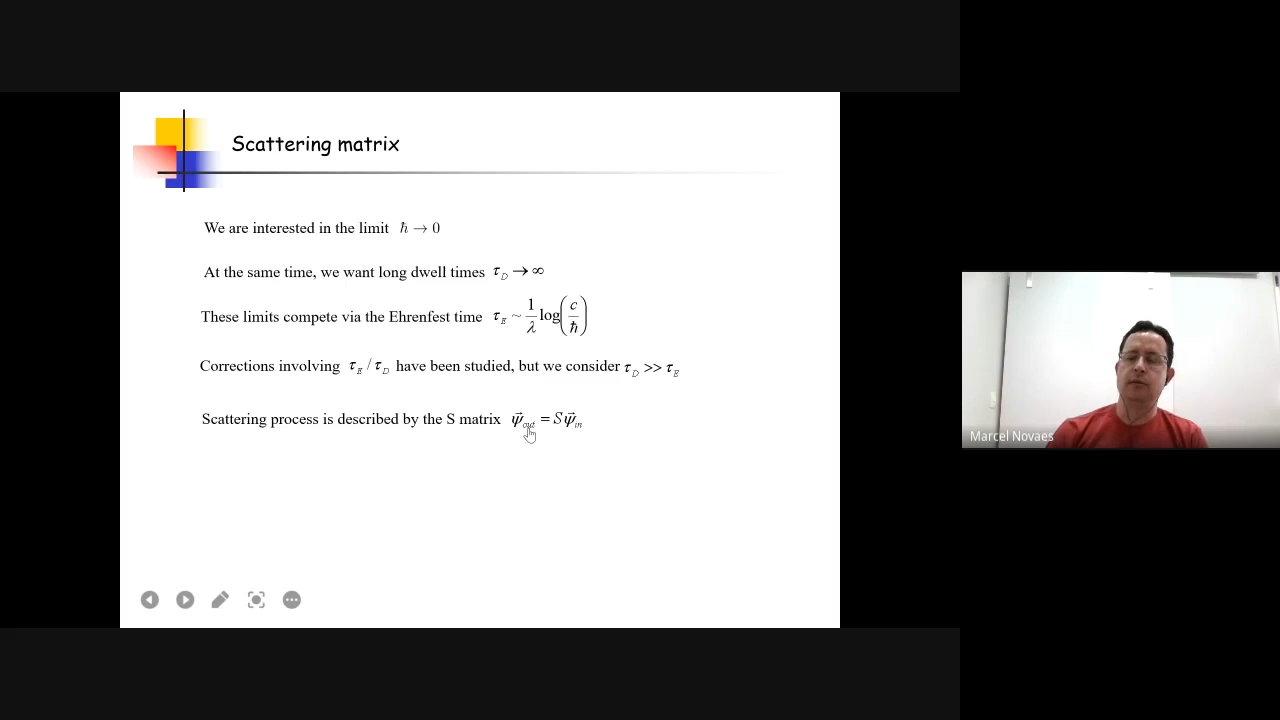 Scattering matrix
We are interested in the limit ℏ → 0
At the same time, we want long dwell times τ_D → ∞
These limits compete via the Ehrenfest time τ_E ~ 1/λ log(c/ℏ)
Corrections involving τ_E / τ_D have been studied, but we consider τ_D >> τ_E
Scattering process is described by the S matrix ψ⃗_out = Sψ⃗_in
Marcel Novaes